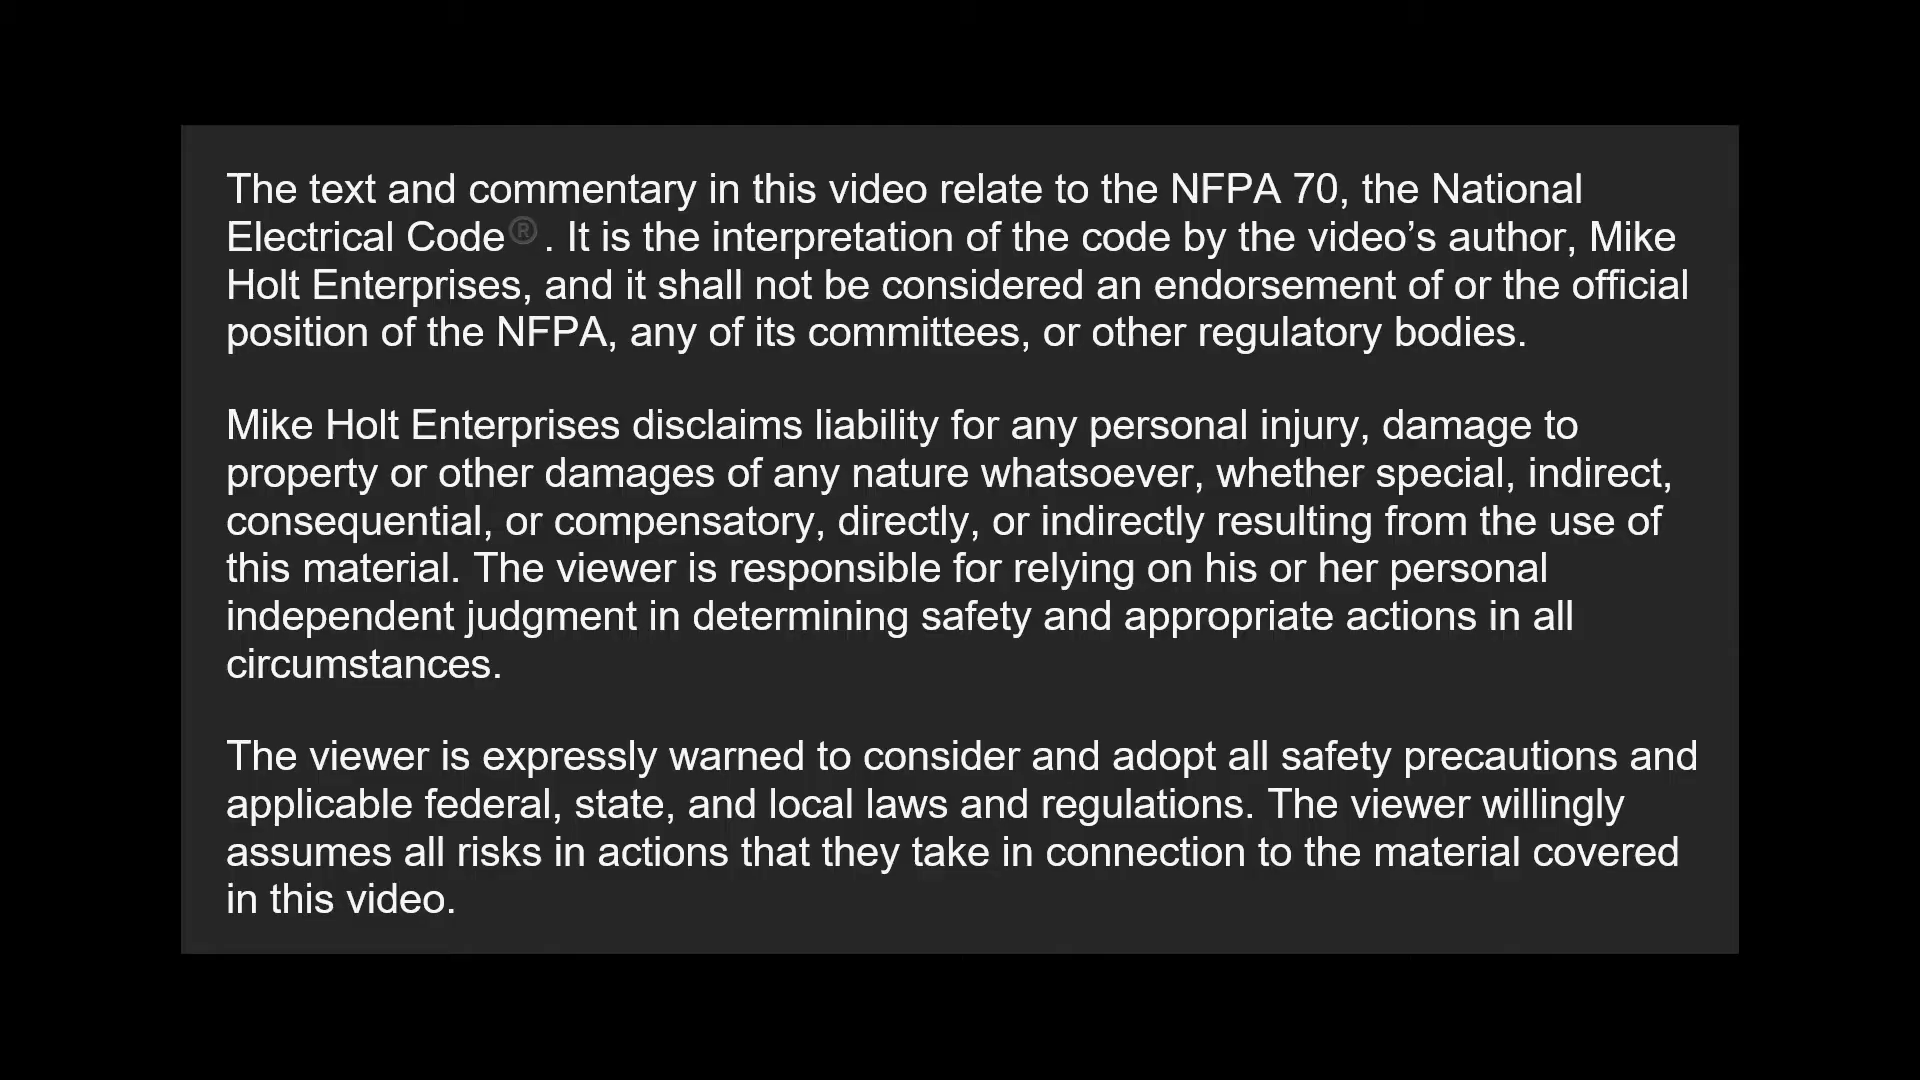 The text and commentary in this video relate to the NFPA 70, the National
Electrical Code® . It is the interpretation of the code by the video’s author, Mike
Holt Enterprises, and it shall not be considered an endorsement of or the official
position of the NFPA, any of its committees, or other regulatory bodies.
Mike Holt Enterprises disclaims liability for any personal injury, damage to
property or other damages of any nature whatsoever, whether special, indirect,
consequential, or compensatory, directly, or indirectly resulting from the use of
this material. The viewer is responsible for relying on his or her personal
independent judgment in determining safety and appropriate actions in all
circumstances.
The viewer is expressly warned to consider and adopt all safety precautions and
applicable federal, state, and local laws and regulations. The viewer willingly
assumes all risks in actions that they take in connection to the material covered
in this video.